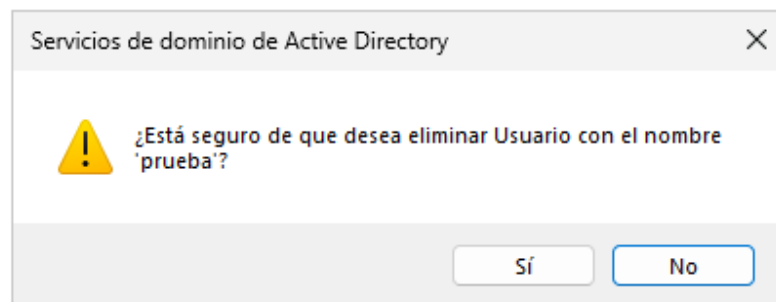 Servicios de dominio de Active Directory
¿Está seguro de que desea eliminar Usuario con el nombre
'prueba'?
Sí
No